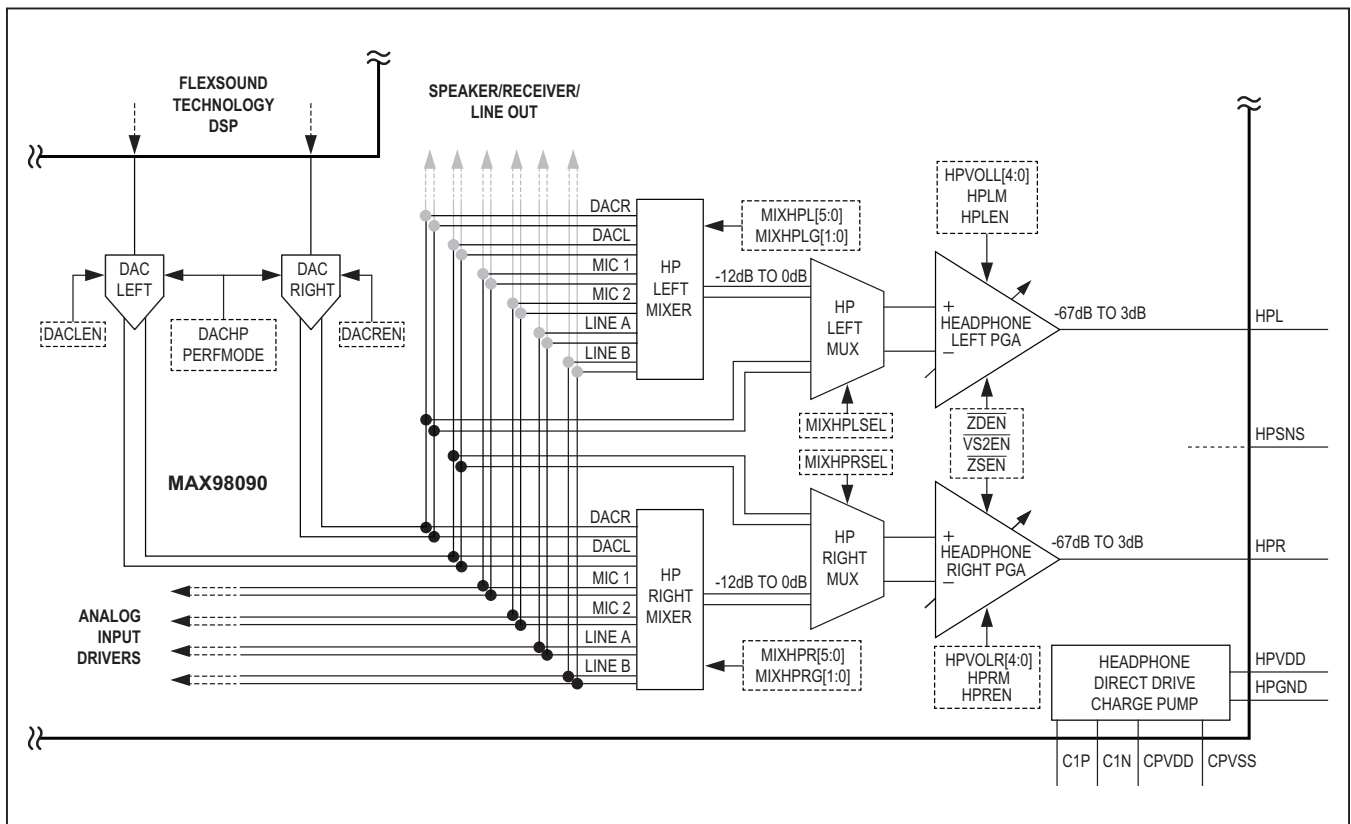 FLEXSOUND
TECHNOLOGY
DSP
SPEAKER/RECEIVER/
LINE OUT
DAC
LEFT
DAC
RIGHT
DACLEN
DACHP
PERFMODE
DACREN
MAX98090
ANALOG
INPUT
DRIVERS
DACR
DACL
MIC 1
MIC 2
LINE A
LINE B
HP
LEFT
MIXER
MIXHPL[5:0]
MIXHPLG[1:0]
-12dB TO 0dB
HP
LEFT
MUX
MIXHPLSEL
HPVOLL[4:0]
HPLM
HPLEN
+
HEADPHONE
LEFT PGA
−
-67dB TO 3dB
HPL
ZDEN
VS2EN
ZSEN
HPSNS
MIXHPRSEL
DACR
DACL
MIC 1
MIC 2
LINE A
LINE B
HP
RIGHT
MIXER
-12dB TO 0dB
MIXHPR[5:0]
MIXHPRG[1:0]
HP
RIGHT
MUX
+
HEADPHONE
RIGHT PGA
−
-67dB TO 3dB
HPR
HPVOLR[4:0]
HPRM
HPREN
HEADPHONE
DIRECT DRIVE
CHARGE PUMP
HPVDD
HPGND
C1P
C1N
CPVDD
CPVSS